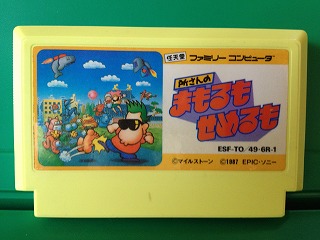 任天堂 ファミリーコンピュータ
所さんの
まもるも
せめるも
ESF-TO/49-6R-1
©マイルストーン ©1987 EPIC・ソニー